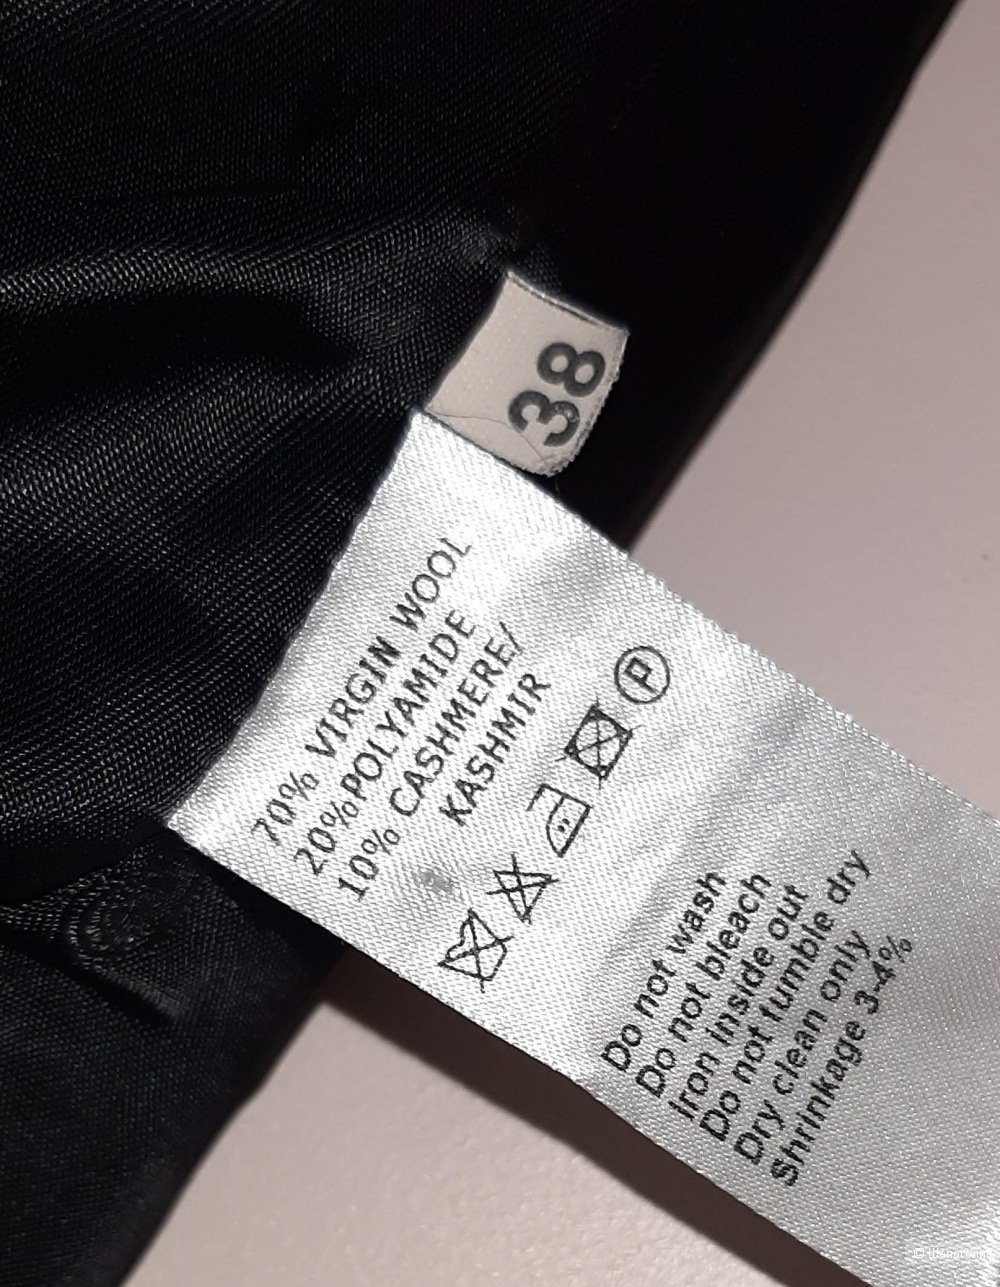 38
70% VIRGIN WOOL
20%POLYAMIDE
10% CASHMERE/
KASHMIR
P
Do not wash
Do not bleach
Iron inside out
Do not tumble dry
Dry clean only
Shrinkage 3-4%